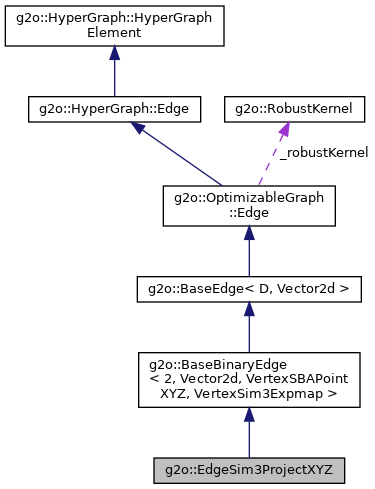 g2o::HyperGraph::HyperGraph
Element
g2o::HyperGraph::Edge
g2o::RobustKernel
_robustKernel
g2o::OptimizableGraph
::Edge
g2o::BaseEdge< D, Vector2d >
g2o::BaseBinaryEdge
< 2, Vector2d, VertexSBAPoint
XYZ, VertexSim3Expmap >
g2o::EdgeSim3ProjectXYZ